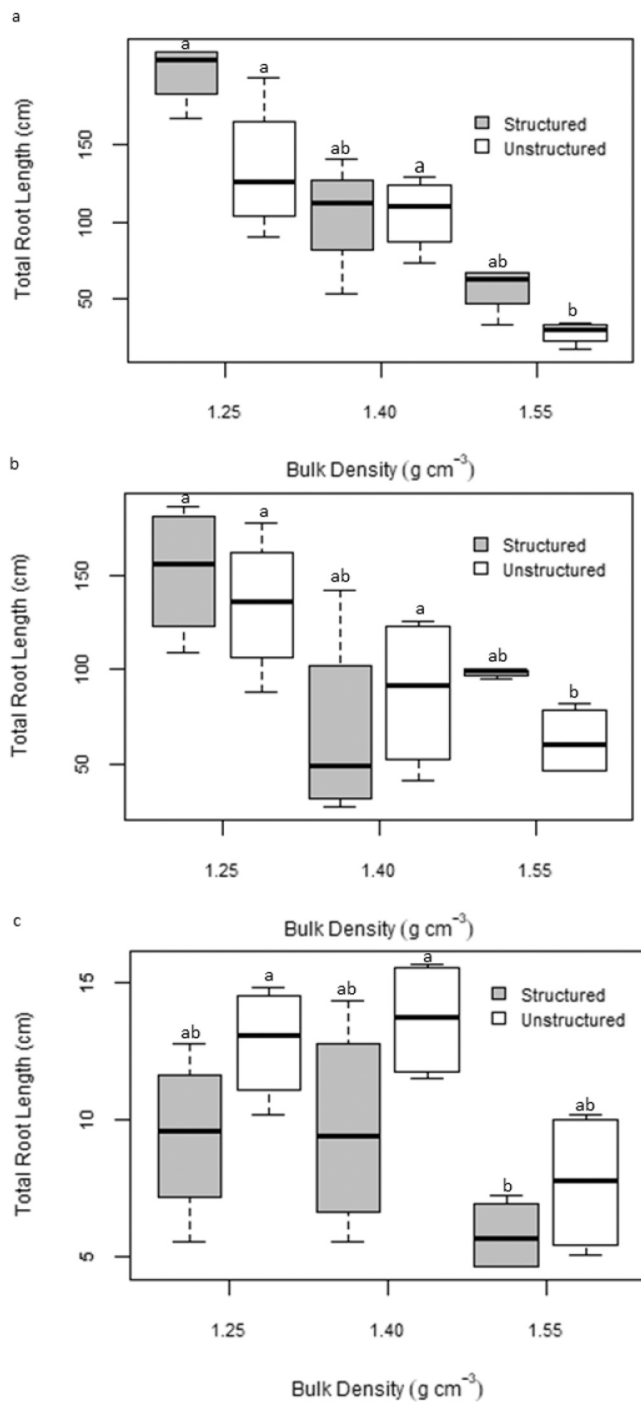 a
a
a
ab
a
ab
b
Structured
Unstructured
Total Root Length (cm)
150
100
50
1.25 1.40 1.55
Bulk Density (g cm⁻³)
b
a
a
ab
a
ab
b
Structured
Unstructured
Total Root Length (cm)
150
100
50
1.25 1.40 1.55
Bulk Density (g cm⁻³)
c
ab
a
ab
a
b
ab
Structured
Unstructured
Total Root Length (cm)
15
10
5
1.25 1.40 1.55
Bulk Density (g cm⁻³)